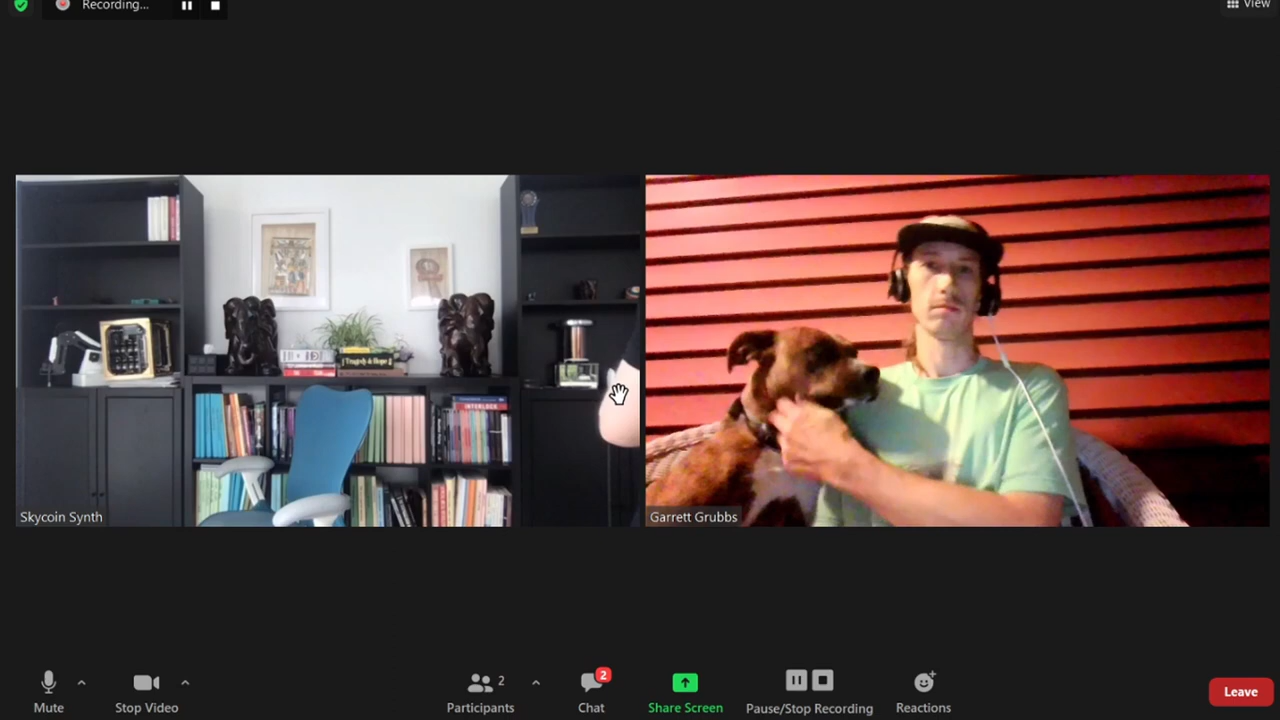 Recording...
View
Tragedy & Hope
INTERLOCK
Skycoin Synth
Garrett Grubbs
Mute
Stop Video
Participants
2
Chat
2
Share Screen
Pause/Stop Recording
Reactions
Leave